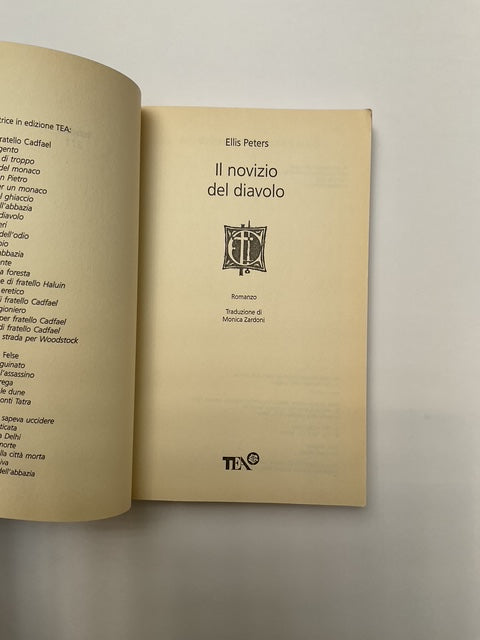 trice in edizione TEA:
fratello Cadfael
gento
di troppo
del monaco
n Pietro
er un monaco
l ghiaccio
ell'abbazia
diavolo
eri
dell'odio
bio
abbazia
nte
a foresta
e di fratello Haluin
eretico
i fratello Cadfael
gioniero
per fratello Cadfael
di fratello Cadfael
strada per Woodstock
Felse
guinato
l'assassino
rega
le dune
onti Tatra
sapeva uccidere
ticata
a Delhi
morte
lla città morta
iva
dell'abbazia
Ellis Peters
Il novizio
del diavolo
Romanzo
Traduzione di
Monica Zardoni
TEA